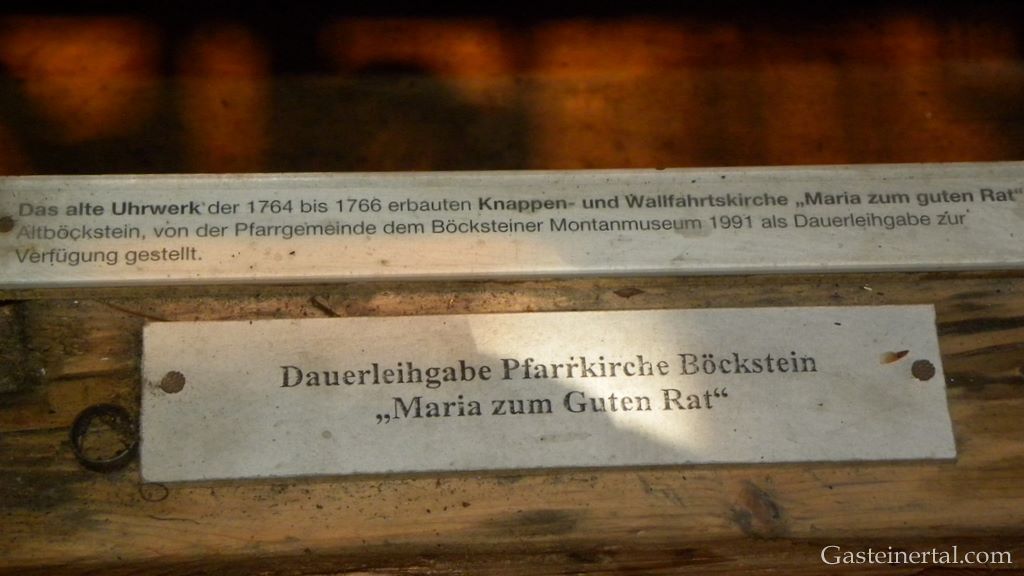 Das alte Uhrwerk der 1764 bis 1766 erbauten Knappen- und Wallfahrtskirche „Maria zum guten Rat“
Altböckstein, von der Pfarrgemeinde dem Böcksteiner Montanmuseum 1991 als Dauerleihgabe zur
Verfügung gestellt.
Dauerleihgabe Pfarrkirche Böckstein
„Maria zum Guten Rat“
Gasteinertal.com